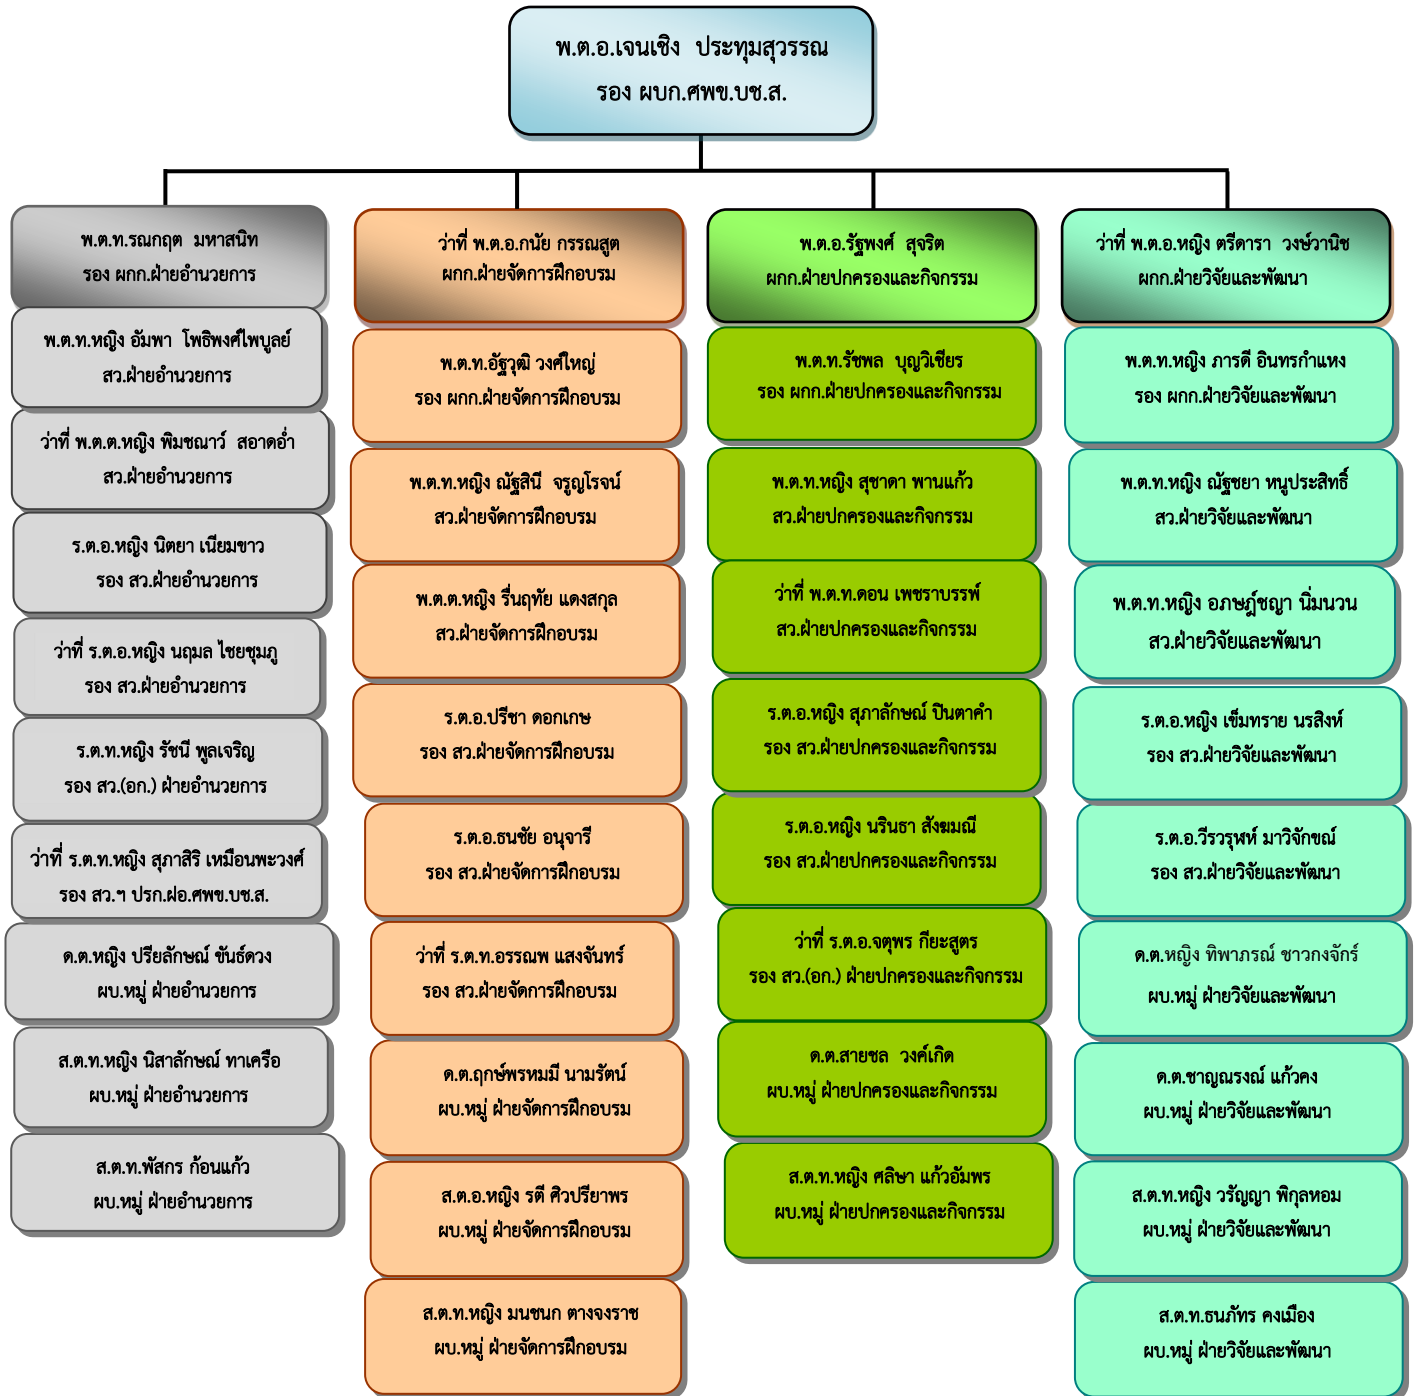 พ.ต.อ.เจนเชิง  ประทุมสุวรรณ
รอง ผบก.ศพข.บช.ส.
พ.ต.ท.รณกฤต  มหาสนิท
รอง ผกก.ฝ่ายอำนวยการ
พ.ต.ท.หญิง อัมพา  โพธิพงศ์ไพบูลย์
สว.ฝ่ายอำนวยการ
ว่าที่ พ.ต.ต.หญิง พิมชณาว์  สอาดอ่ำ
สว.ฝ่ายอำนวยการ
ร.ต.อ.หญิง นิตยา เนียมขาว
รอง สว.ฝ่ายอำนวยการ
ว่าที่ ร.ต.อ.หญิง นฤมล ไชยชุมภู
รอง สว.ฝ่ายอำนวยการ
ร.ต.ท.หญิง รัชนี พูลเจริญ
รอง สว.(อก.) ฝ่ายอำนวยการ
ว่าที่ ร.ต.ท.หญิง สุภาสิริ เหมือนพะวงศ์
รอง สว.ฯ ปรก.ฝอ.ศพข.บช.ส.
ด.ต.หญิง ปรียลักษณ์ ขันธ์ดวง
ผบ.หมู่ ฝ่ายอำนวยการ
ส.ต.ท.หญิง นิสาลักษณ์ ทาเครือ
ผบ.หมู่ ฝ่ายอำนวยการ
ส.ต.ท.พัสกร ก้อนแก้ว
ผบ.หมู่ ฝ่ายอำนวยการ
ว่าที่ พ.ต.อ.กนัย กรรณสูต
ผกก.ฝ่ายจัดการฝึกอบรม
พ.ต.ท.อัฐวุฒิ วงศ์ใหญ่
รอง ผกก.ฝ่ายจัดการฝึกอบรม
พ.ต.ท.หญิง ณัฐสินี  จรูญโรจน์
สว.ฝ่ายจัดการฝึกอบรม
พ.ต.ต.หญิง รื่นฤทัย แดงสกุล
สว.ฝ่ายจัดการฝึกอบรม
ร.ต.อ.ปรีชา ดอกเกษ
รอง สว.ฝ่ายจัดการฝึกอบรม
ร.ต.อ.ธนชัย อนุจารี
รอง สว.ฝ่ายจัดการฝึกอบรม
ว่าที่ ร.ต.ท.อรรณพ แสงจันทร์
รอง สว.ฝ่ายจัดการฝึกอบรม
ด.ต.ฤกษ์พรหมมี นามรัตน์
ผบ.หมู่ ฝ่ายจัดการฝึกอบรม
ส.ต.อ.หญิง รตี ศิวปรียาพร
ผบ.หมู่ ฝ่ายจัดการฝึกอบรม
ส.ต.ท.หญิง มนชนก ตางจงราช
ผบ.หมู่ ฝ่ายจัดการฝึกอบรม
พ.ต.อ.รัฐพงศ์  สุจริต
ผกก.ฝ่ายปกครองและกิจกรรม
พ.ต.ท.รัชพล  บุญวิเชียร
รอง ผกก.ฝ่ายปกครองและกิจกรรม
พ.ต.ท.หญิง สุชาดา พานแก้ว
สว.ฝ่ายปกครองและกิจกรรม
ว่าที่ พ.ต.ท.ดอน เพชราบรรพ์
สว.ฝ่ายปกครองและกิจกรรม
ร.ต.อ.หญิง สุภาลักษณ์ ปินตาคำ
รอง สว.ฝ่ายปกครองและกิจกรรม
ร.ต.อ.หญิง นรินธา สังฆมณี
รอง สว.ฝ่ายปกครองและกิจกรรม
ว่าที่ ร.ต.อ.จตุพร กียะสูตร
รอง สว.(อก.) ฝ่ายปกครองและกิจกรรม
ด.ต.สายชล  วงค์เกิด
ผบ.หมู่ ฝ่ายปกครองและกิจกรรม
ส.ต.ท.หญิง ศลิษา แก้วอัมพร
ผบ.หมู่ ฝ่ายปกครองและกิจกรรม
ว่าที่ พ.ต.อ.หญิง ตรีดารา  วงษ์วานิช
ผกก.ฝ่ายวิจัยและพัฒนา
พ.ต.ท.หญิง ภารดี อินทรกำแหง
รอง ผกก.ฝ่ายวิจัยและพัฒนา
พ.ต.ท.หญิง ณัฐชยา หนูประสิทธิ์
สว.ฝ่ายวิจัยและพัฒนา
พ.ต.ท.หญิง อภษฎ์ชญา นิ่มนวน
สว.ฝ่ายวิจัยและพัฒนา
ร.ต.อ.หญิง เข็มทราย นรสิงห์
รอง สว.ฝ่ายวิจัยและพัฒนา
ร.ต.อ.วีรวรุฬห์ มาวิจักขณ์
รอง สว.ฝ่ายวิจัยและพัฒนา
ด.ต.หญิง ทิพาภรณ์ ชาวกงจักร์
ผบ.หมู่ ฝ่ายวิจัยและพัฒนา
ด.ต.ชาญณรงณ์ แก้วคง
ผบ.หมู่ ฝ่ายวิจัยและพัฒนา
ส.ต.ท.หญิง วรัญญา พิกุลหอม
ผบ.หมู่ ฝ่ายวิจัยและพัฒนา
ส.ต.ท.ธนภัทร คงเมือง
ผบ.หมู่ ฝ่ายวิจัยและพัฒนา